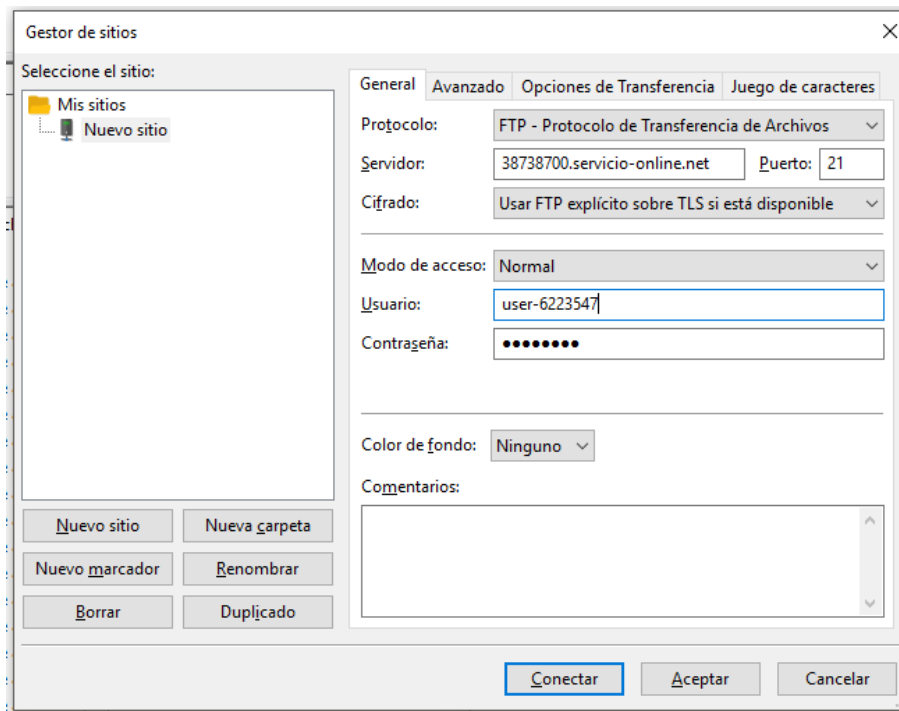 Gestor de sitios
Seleccione el sitio:
Mis sitios
Nuevo sitio
Nuevo sitio
Nueva carpeta
Nuevo marcador
Renombrar
Borrar
Duplicado
General Avanzado Opciones de Transferencia Juego de caracteres
Protocolo: FTP - Protocolo de Transferencia de Archivos
Servidor: 38738700.servicio-online.net Puerto: 21
Cifrado: Usar FTP explícito sobre TLS si está disponible
Modo de acceso: Normal
Usuario: user-6223547
Contraseña: ●●●●●●●●
Color de fondo: Ninguno
Comentarios:
Conectar Aceptar Cancelar